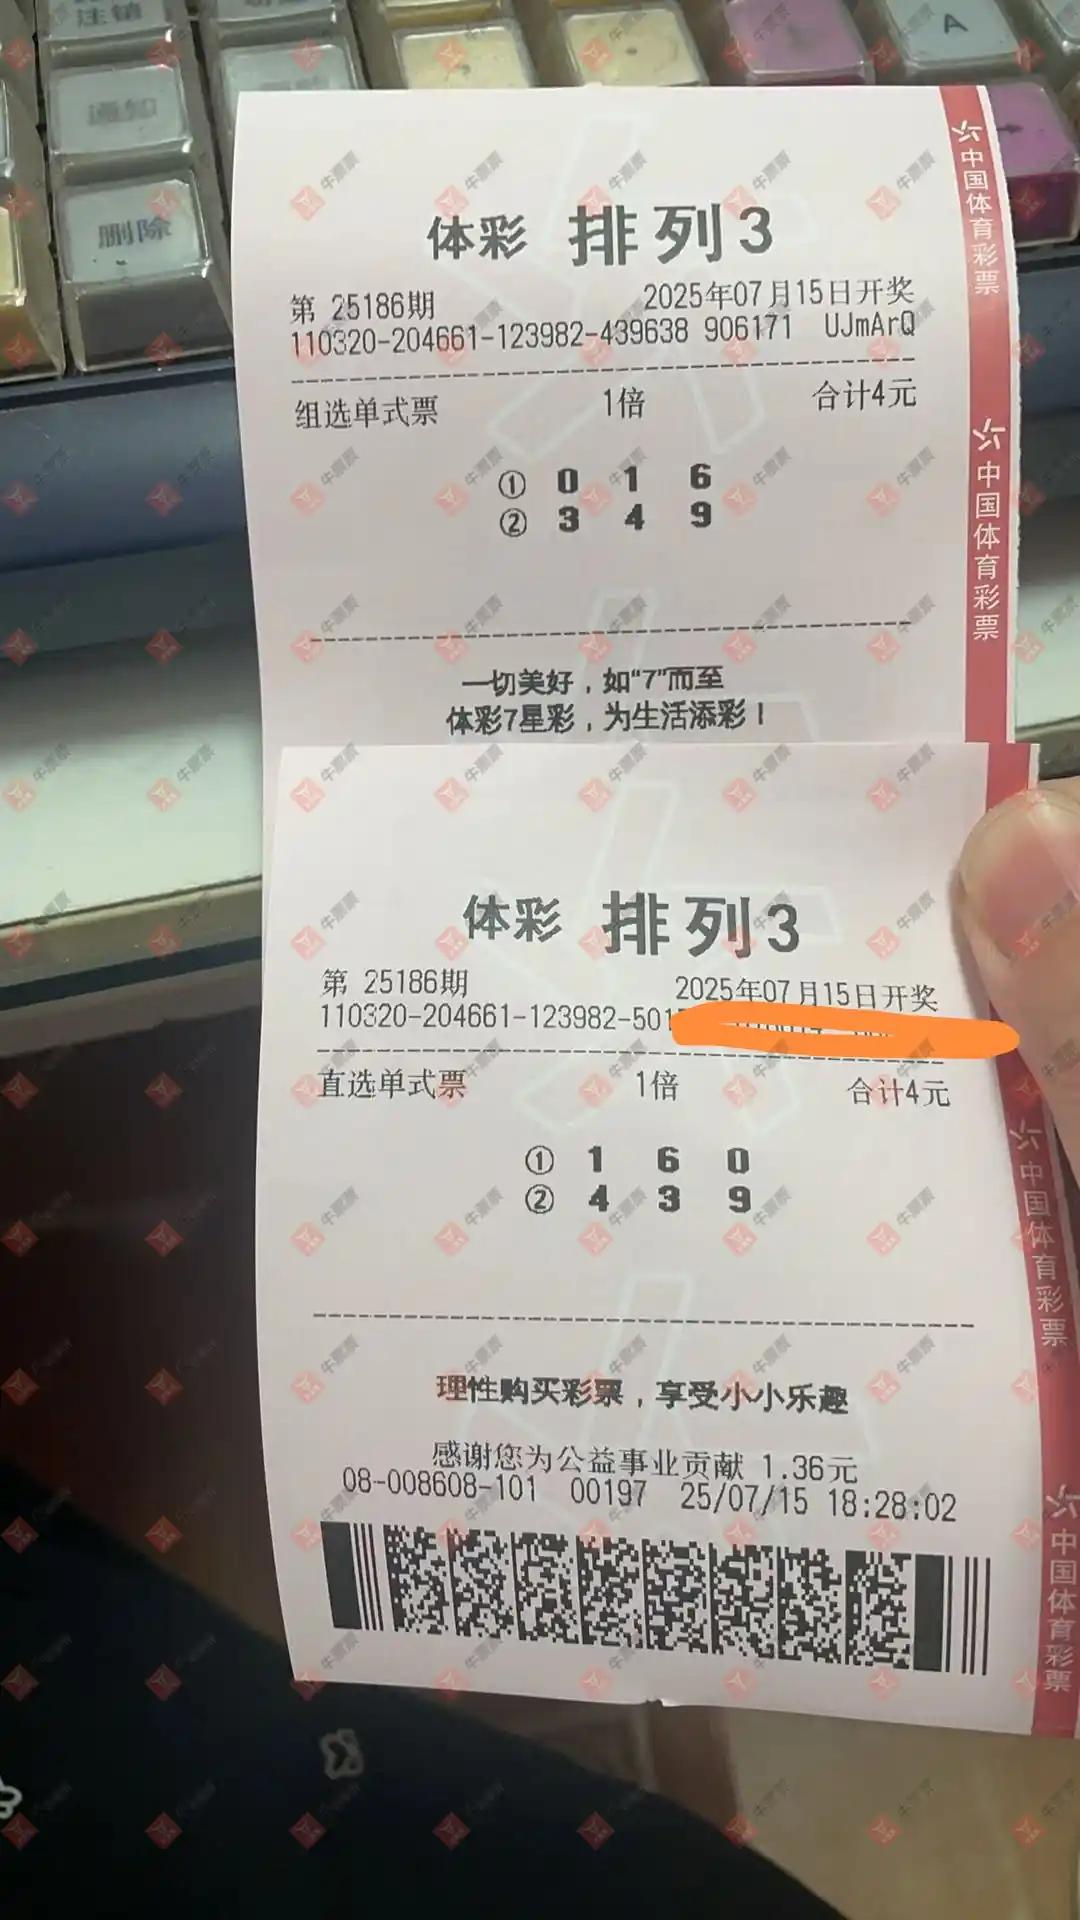 注销
通知
删除
A
体彩 排列3
第 25186期 2025年07月15日开奖
110320-204661-123982-439638 906171 UJmArQ
组选单式票 1倍 合计4元
① 0 1 6
② 3 4 9
一切美好，如“7”而至
体彩7星彩，为生活添彩！
中国体育彩票
中国体育彩票
体彩 排列3
第 25186期 2025年07月15日开奖
110320-204661-123982-501
直选单式票 1倍 合计4元
① 1 6 0
② 4 3 9
理性购买彩票，享受小小乐趣
感谢您为公益事业贡献 1.36元
08-008608-101 00197 25/07/15 18:28:02
中国体育彩票
中国体育彩票
牛票票